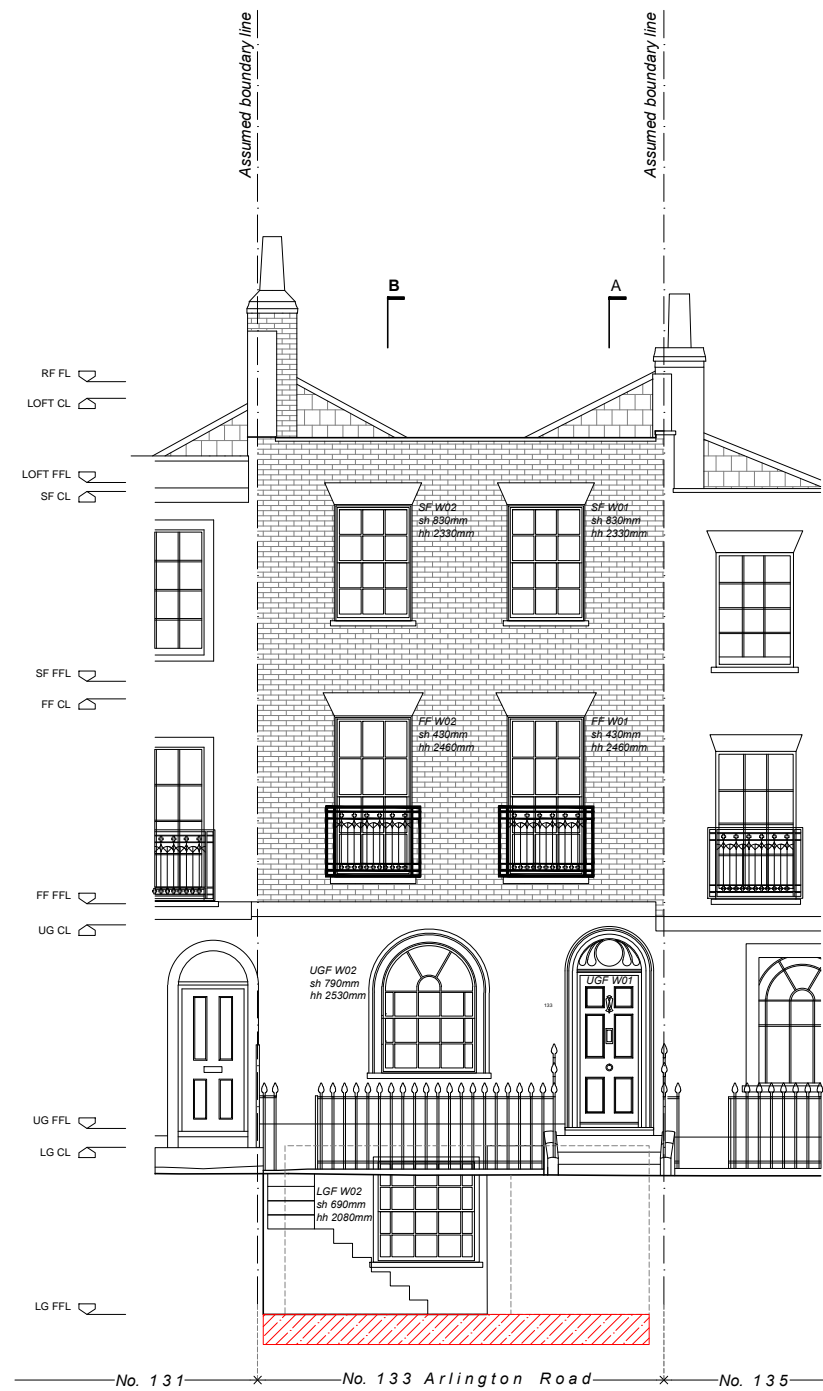 Assumed boundary line
Assumed boundary line
B
A
RF FL
LOFT CL
LOFT FFL
SF CL
SF W02
sh 830mm
hh 2330mm
SF W01
sh 830mm
hh 2330mm
SF FFL
FF CL
FF W02
sh 430mm
hh 2460mm
FF W01
sh 430mm
hh 2460mm
FF FFL
UG CL
UGF W02
sh 790mm
hh 2530mm
UGF W01
133
UG FFL
LG CL
LGF W02
sh 690mm
hh 2080mm
LG FFL
No. 131
No. 133 Arlington Road
No. 135